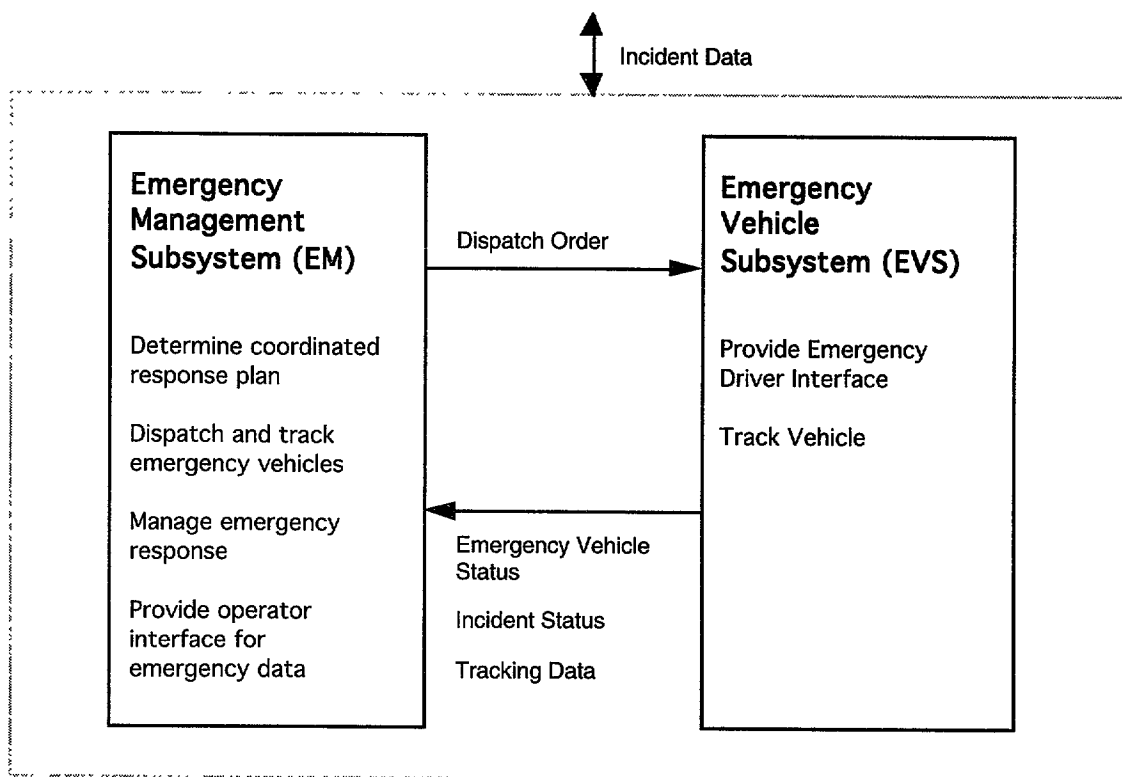 Incident Data
Emergency
Management
Subsystem (EM)
Determine coordinated
response plan
Dispatch and track
emergency vehicles
Manage emergency
response
Provide operator
interface for
emergency data
Dispatch Order
Emergency Vehicle
Status
Incident Status
Tracking Data
Emergency
Vehicle
Subsystem (EVS)
Provide Emergency
Driver Interface
Track Vehicle